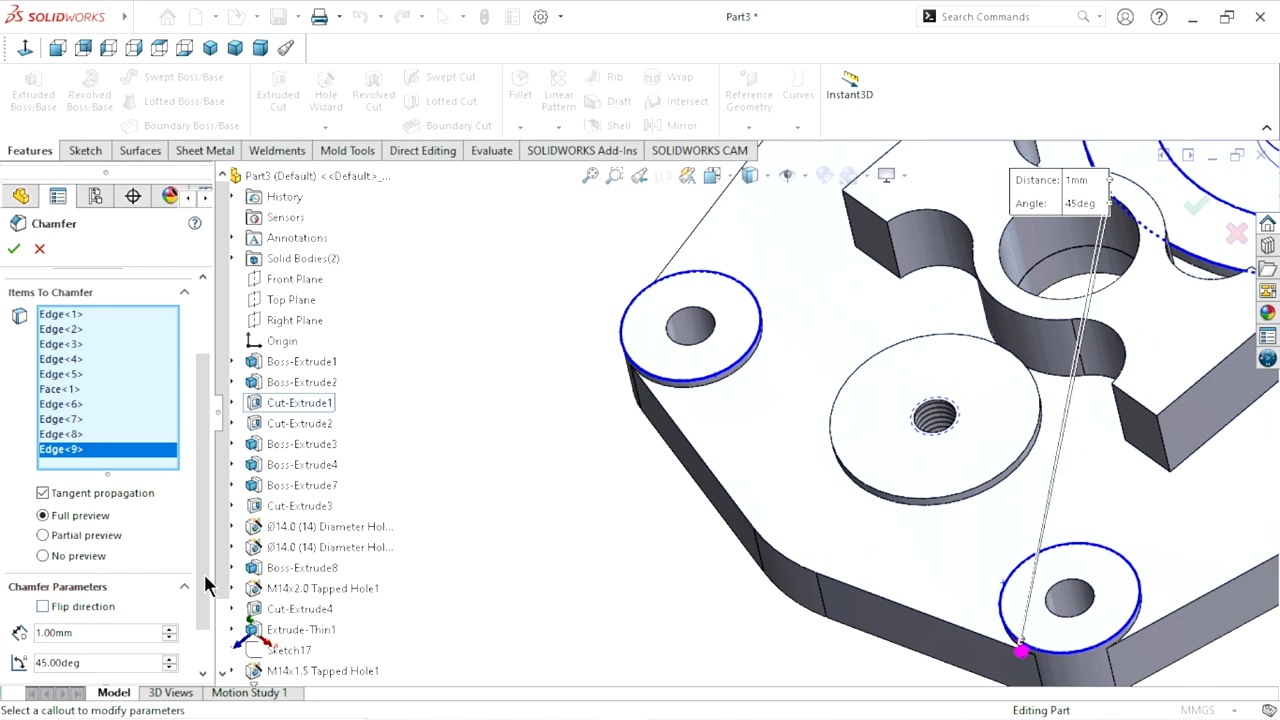 SOLIDWORKS
Part3 *
Search Commands
Extruded Boss/Base
Revolved Boss/Base
Swept Boss/Base
Lofted Boss/Base
Boundary Boss/Base
Extruded Cut
Hole Wizard
Revolved Cut
Swept Cut
Lofted Cut
Boundary Cut
Fillet
Linear Pattern
Rib
Draft
Shell
Wrap
Intersect
Mirror
Reference Geometry
Curves
Instant3D
Features
Sketch
Surfaces
Sheet Metal
Weldments
Mold Tools
Direct Editing
Evaluate
SOLIDWORKS Add-Ins
SOLIDWORKS CAM
Chamfer
Items To Chamfer
Edge<1>
Edge<2>
Edge<3>
Edge<4>
Edge<5>
Face<1>
Edge<6>
Edge<7>
Edge<8>
Edge<9>
Tangent propagation
Full preview
Partial preview
No preview
Chamfer Parameters
Flip direction
1.00mm
45.00deg
Part3 (Default) <<Default>_...
History
Sensors
Annotations
Solid Bodies(2)
Front Plane
Top Plane
Right Plane
Origin
Boss-Extrude1
Boss-Extrude2
Cut-Extrude1
Cut-Extrude2
Boss-Extrude3
Boss-Extrude4
Boss-Extrude7
Cut-Extrude3
Ø14.0 (14) Diameter Hol...
Ø14.0 (14) Diameter Hol...
Boss-Extrude8
M14x2.0 Tapped Hole1
Cut-Extrude4
Extrude-Thin1
Sketch17
M14x1.5 Tapped Hole1
Distance: 1mm
Angle: 45deg
Model
3D Views
Motion Study 1
Select a callout to modify parameters
Editing Part
MMGS